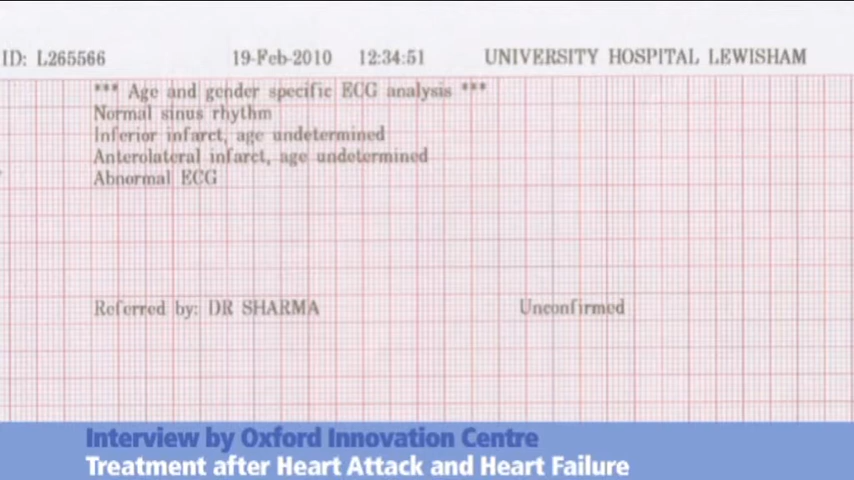 ID: L265566 19-Feb-2010 12:34:51 UNIVERSITY HOSPITAL LEWISHAM
*** Age and gender specific ECG analysis ***
Normal sinus rhythm
Inferior infarct, age undetermined
Anterolateral infarct, age undetermined
Abnormal ECG
Referred by: DR SHARMA Unconfirmed
Interview by Oxford Innovation Centre
Treatment after Heart Attack and Heart Failure